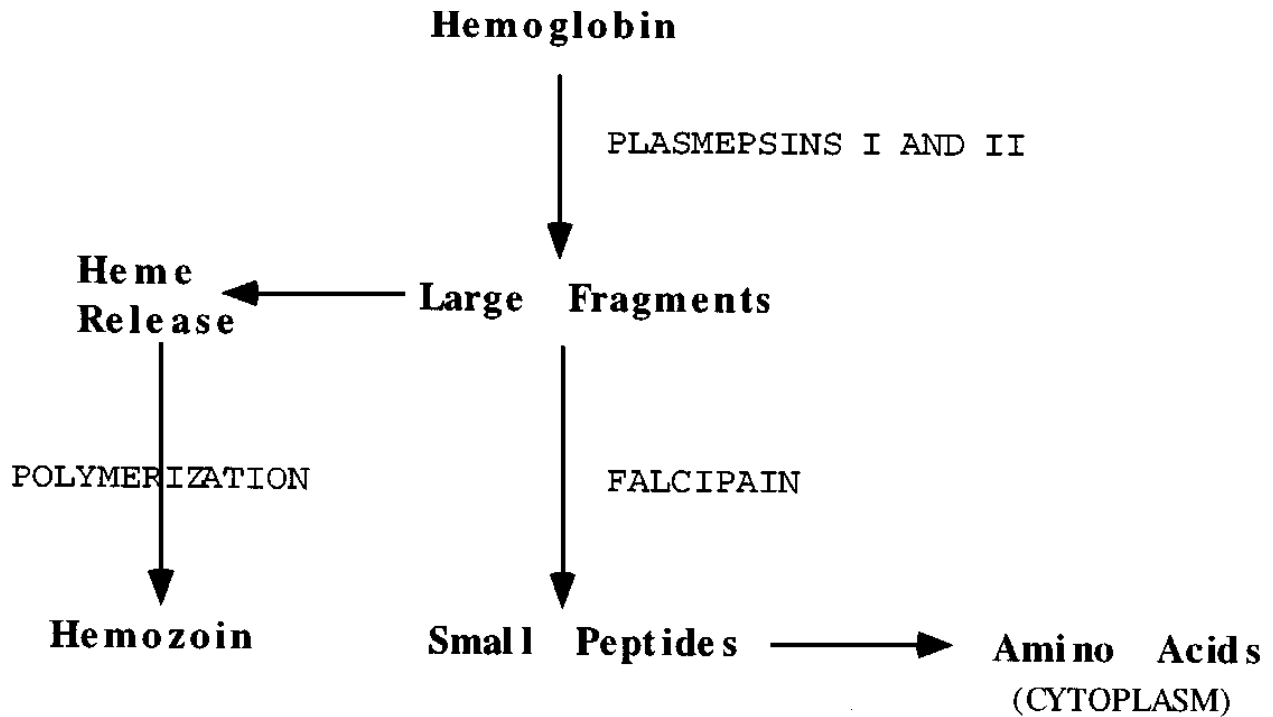 Hemoglobin
PLASMEPSINS I AND II
Heme
Release
Large Fragments
POLYMERIZATION
FALCIPAIN
Hemozoin
Small Peptides
Amino Acids
(CYTOPLASM)